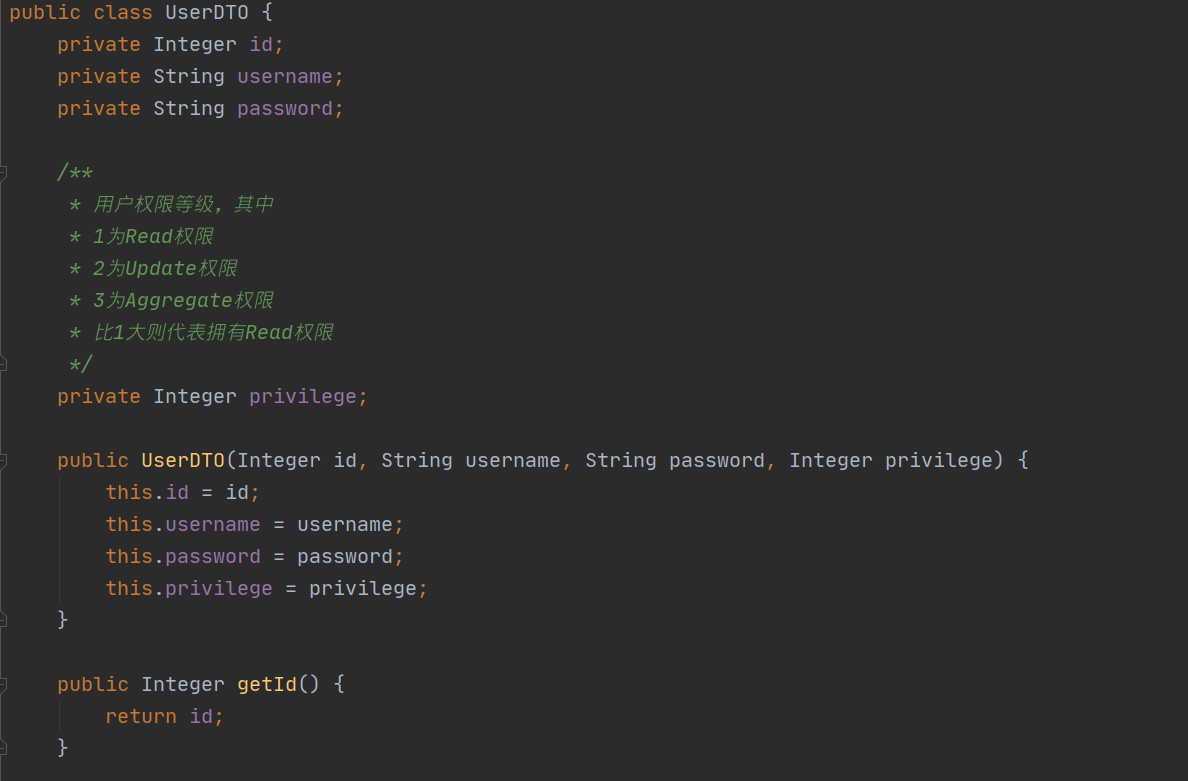 public class UserDTO {
    private Integer id;
    private String username;
    private String password;
    /**
     * 用户权限等级，其中
     * 1为Read权限
     * 2为Update权限
     * 3为Aggregate权限
     * 比1大则代表拥有Read权限
     */
    private Integer privilege;
    public UserDTO(Integer id, String username, String password, Integer privilege) {
        this.id = id;
        this.username = username;
        this.password = password;
        this.privilege = privilege;
    }
    public Integer getId() {
        return id;
    }